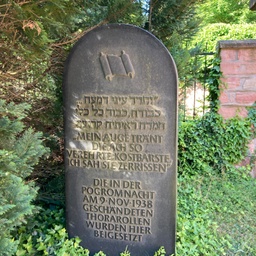 MEIN AUGE TRÄNT
DIE ACH SO
VEREHRTE KOSTBARSTE,
ICH SAH SIE ZERRISSEN
DIE IN DER
POGROMNACHT
AM 9·NOV·1938
GESCHÄNDETEN
THORAROLLEN
WURDEN HIER
BEIGESETZT